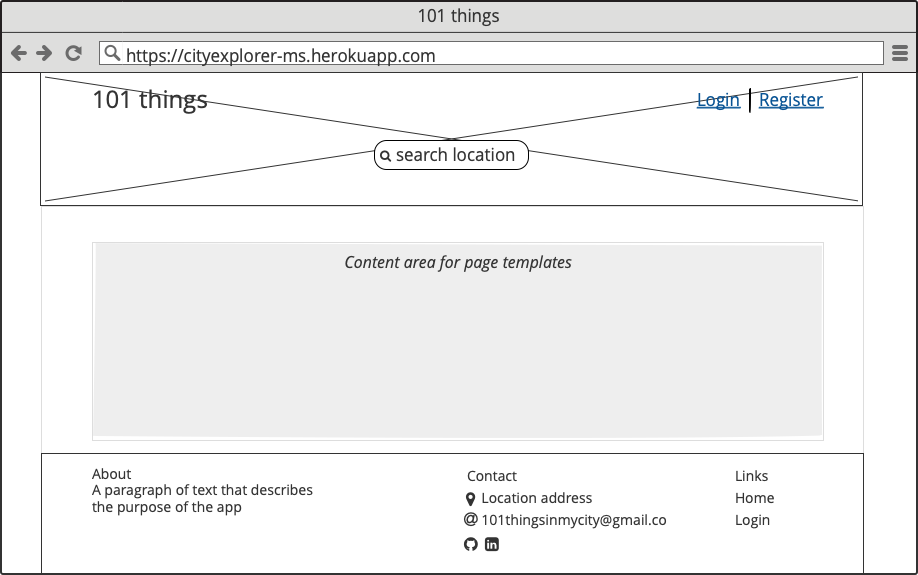 101 things
https://cityexplorer-ms.herokuapp.com
101 things
Login | Register
search location
Content area for page templates
About
A paragraph of text that describes
the purpose of the app
Contact
Location address
@ 101thingsinmycity@gmail.co
Links
Home
Login